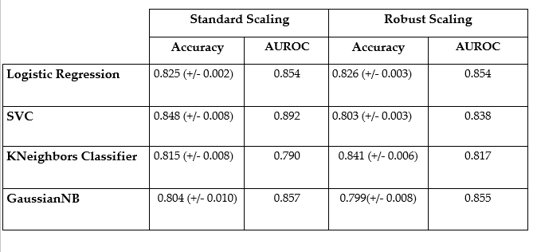 Standard Scaling Robust Scaling
Accuracy AUROC Accuracy AUROC
Logistic Regression 0.825 (+/- 0.002) 0.854 0.826 (+/- 0.003) 0.854
SVC 0.848 (+/- 0.008) 0.892 0.803 (+/- 0.003) 0.838
KNeighbors Classifier 0.815 (+/- 0.008) 0.790 0.841 (+/- 0.006) 0.817
GaussianNB 0.804 (+/- 0.010) 0.857 0.799(+/- 0.008) 0.855